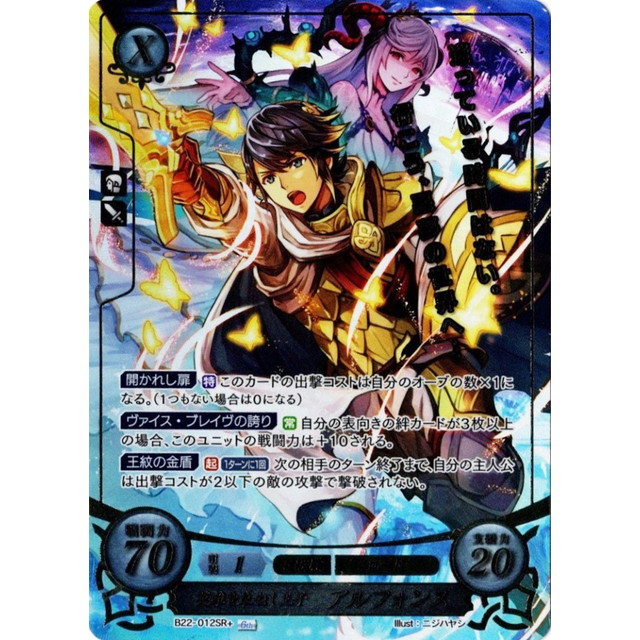 X
迷っている時間はない。
行こう、
の世界へ
開かれし扉 特 このカードの出撃コストは自分のオーブの数×1に
なる。(1つもない場合は0になる)
ヴァイス・ブレイヴの誇り 常 自分の表向きの絆カードが3枚以上
の場合、このユニットの戦闘力は+10される。
王紋の金盾 起 1ターンに1回 次の相手のターン終了まで、自分の主人公
は出撃コストが2以下の敵の攻撃で撃破されない。
戦闘力
70
射程
1
支援力
20
アルフォンス
B22-012SR+
Illust:ニジハヤシ